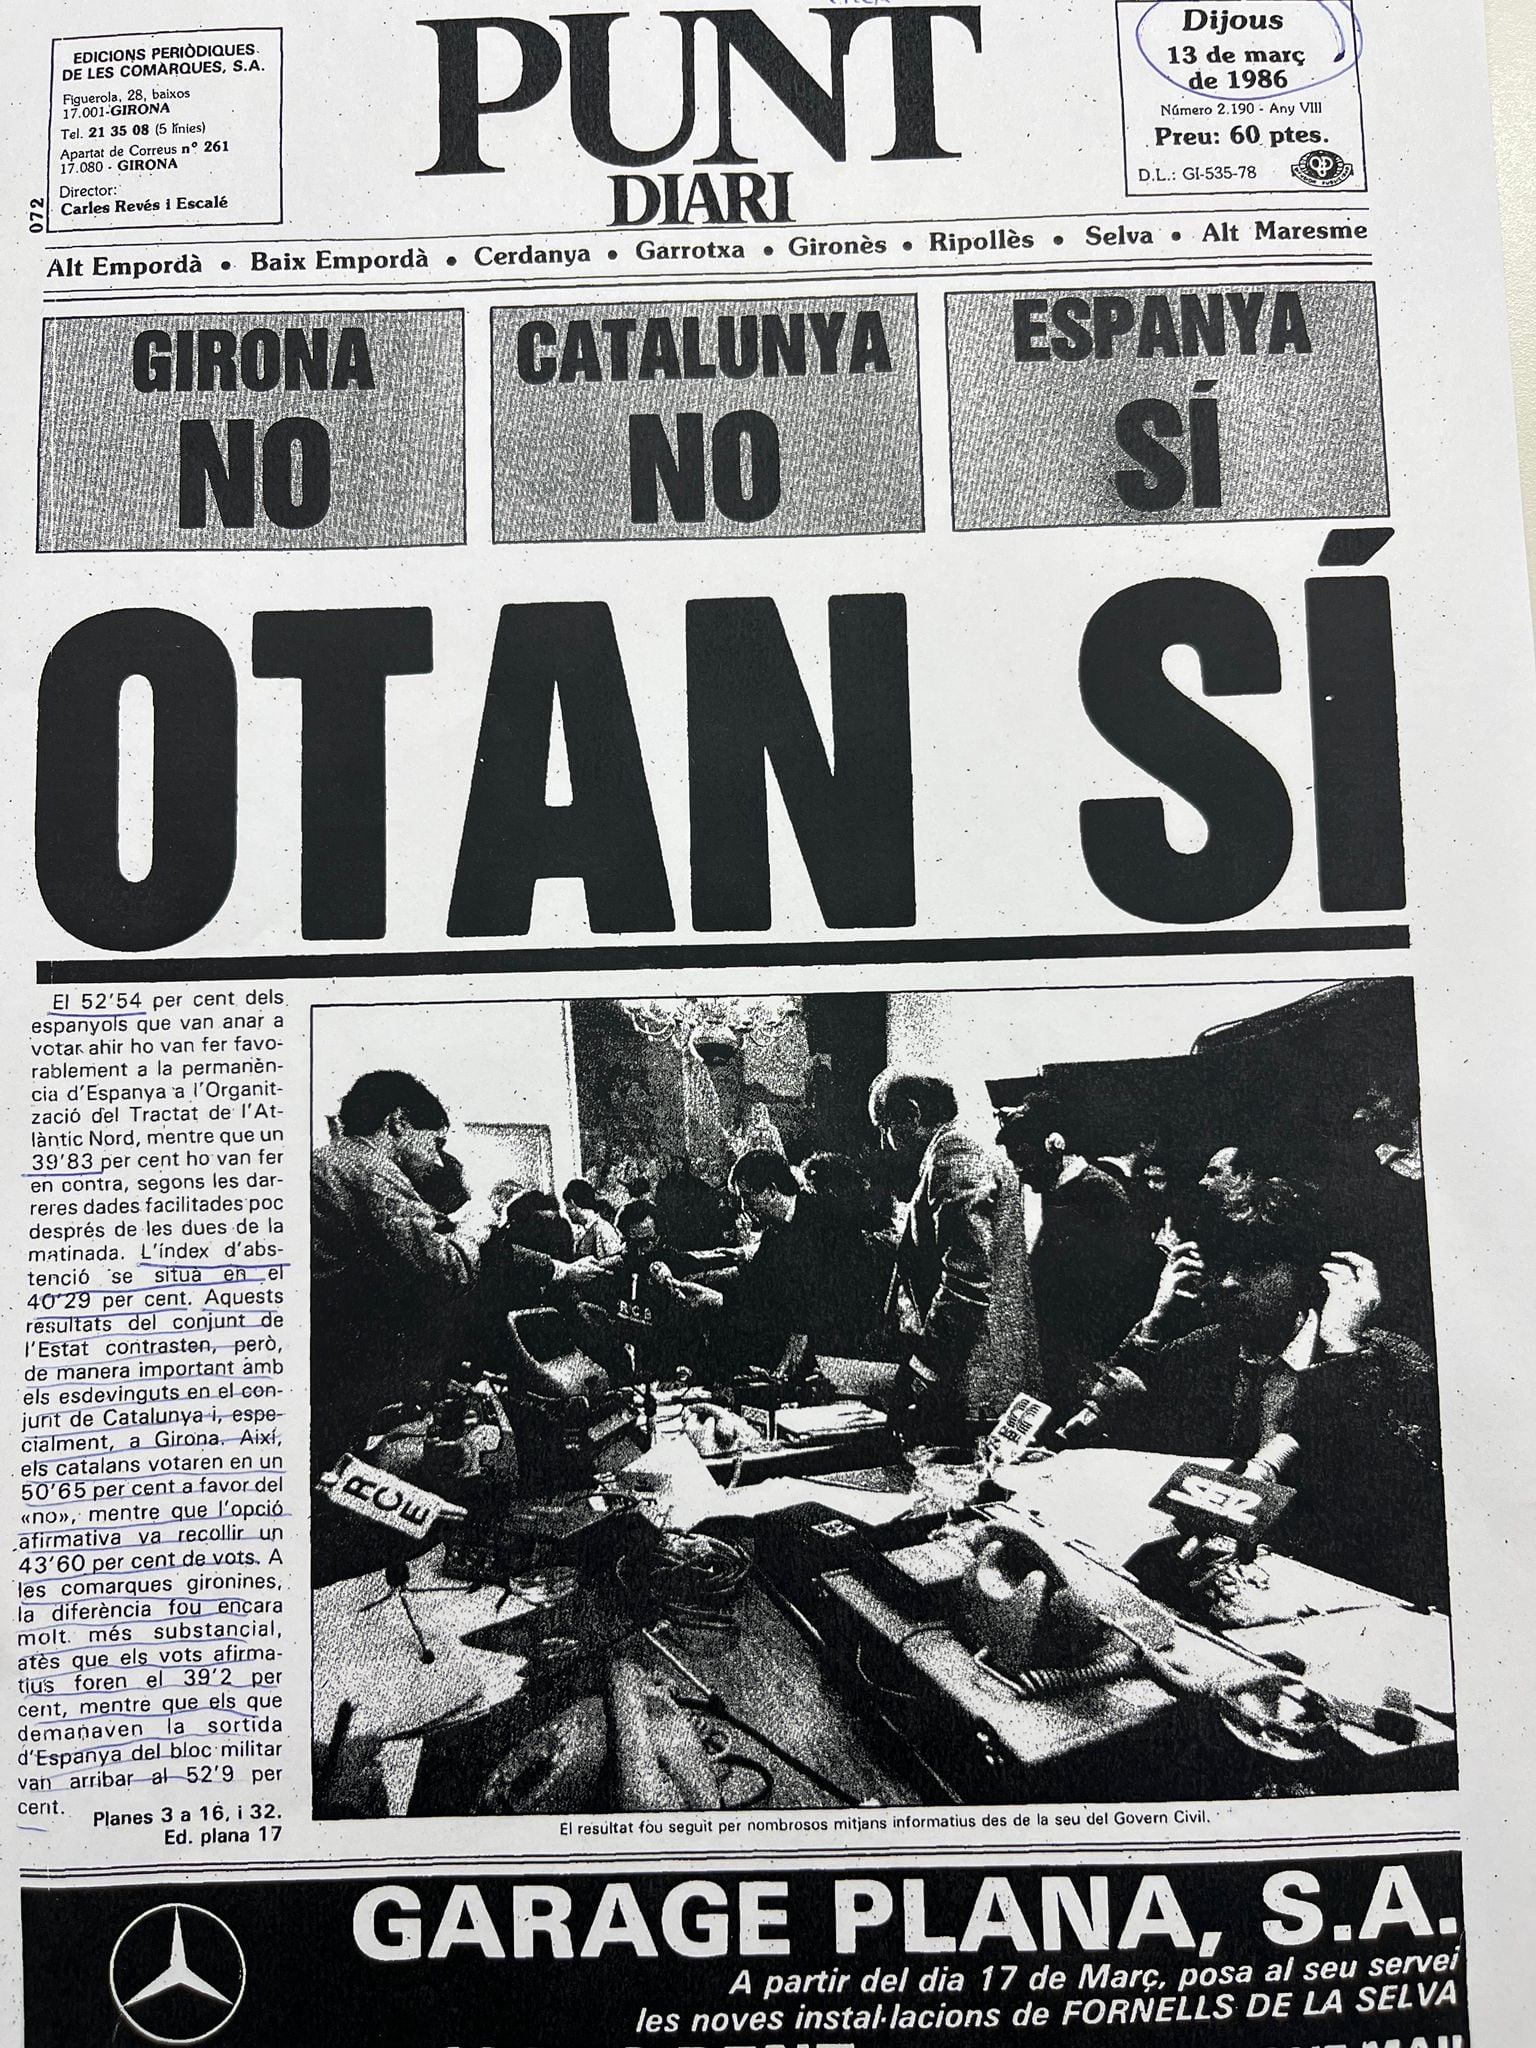 EDICIONS PERIÒDIQUES
DE LES COMARQUES, S.A.
Figuerola, 28, baixos
17.001-GIRONA
Tel. 21 35 08 (5 línies)
Apartat de Correus nº 261
17.080 - GIRONA
Director:
Carles Revés i Escalé
072
PUNT
DIARI
Dijous
13 de març
de 1986
Número 2.190 - Any VIII
Preu: 60 ptes.
D.L.: GI-535-78
Alt Empordà • Baix Empordà • Cerdanya • Garrotxa • Gironès • Ripollès • Selva • Alt Maresme
GIRONA
NO
CATALUNYA
NO
ESPANYA
SÍ
OTAN SÍ
El 52'54 per cent dels
espanyols que van anar a
votar ahir ho van fer favo-
rablement a la permanèn-
cia d'Espanya a l'Organit-
zació del Tractat de l'At-
làntic Nord, mentre que un
39'83 per cent ho van fer
en contra, segons les dar-
reres dades facilitades poc
després de les dues de la
matinada. L'índex d'abs-
tenció se situa en el
40'29 per cent. Aquests
resultats del conjunt de
l'Estat contrasten, però,
de manera important amb
els esdevinguts en el con-
junt de Catalunya i, espe-
cialment, a Girona. Així,
els catalans votaren en un
50'65 per cent a favor del
«no», mentre que l'opció
afirmativa va recollir un
43'60 per cent de vots. A
les comarques gironines,
la diferència fou encara
molt més substancial,
atès que els vots afirma-
tius foren el 39'2 per
cent, mentre que els que
demanaven la sortida
d'Espanya del bloc militar
van arribar al 52'9 per
cent.
Planes 3 a 16, i 32.
Ed. plana 17
RCE
SER
El resultat fou seguit per nombrosos mitjans informatius des de la seu del Govern Civil.
GARAGE PLANA, S.A.
A partir del dia 17 de Març, posa al seu servei
les noves instal·lacions de FORNELLS DE LA SELVA